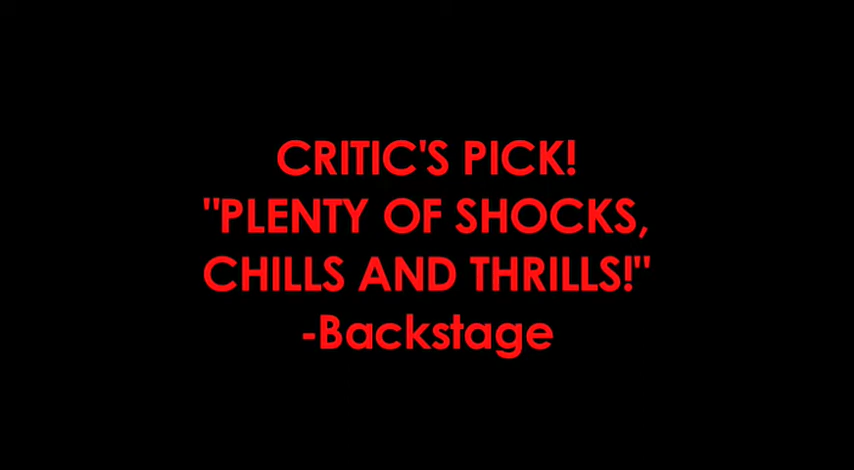 CRITIC'S PICK!
"PLENTY OF SHOCKS,
CHILLS AND THRILLS!"
-Backstage